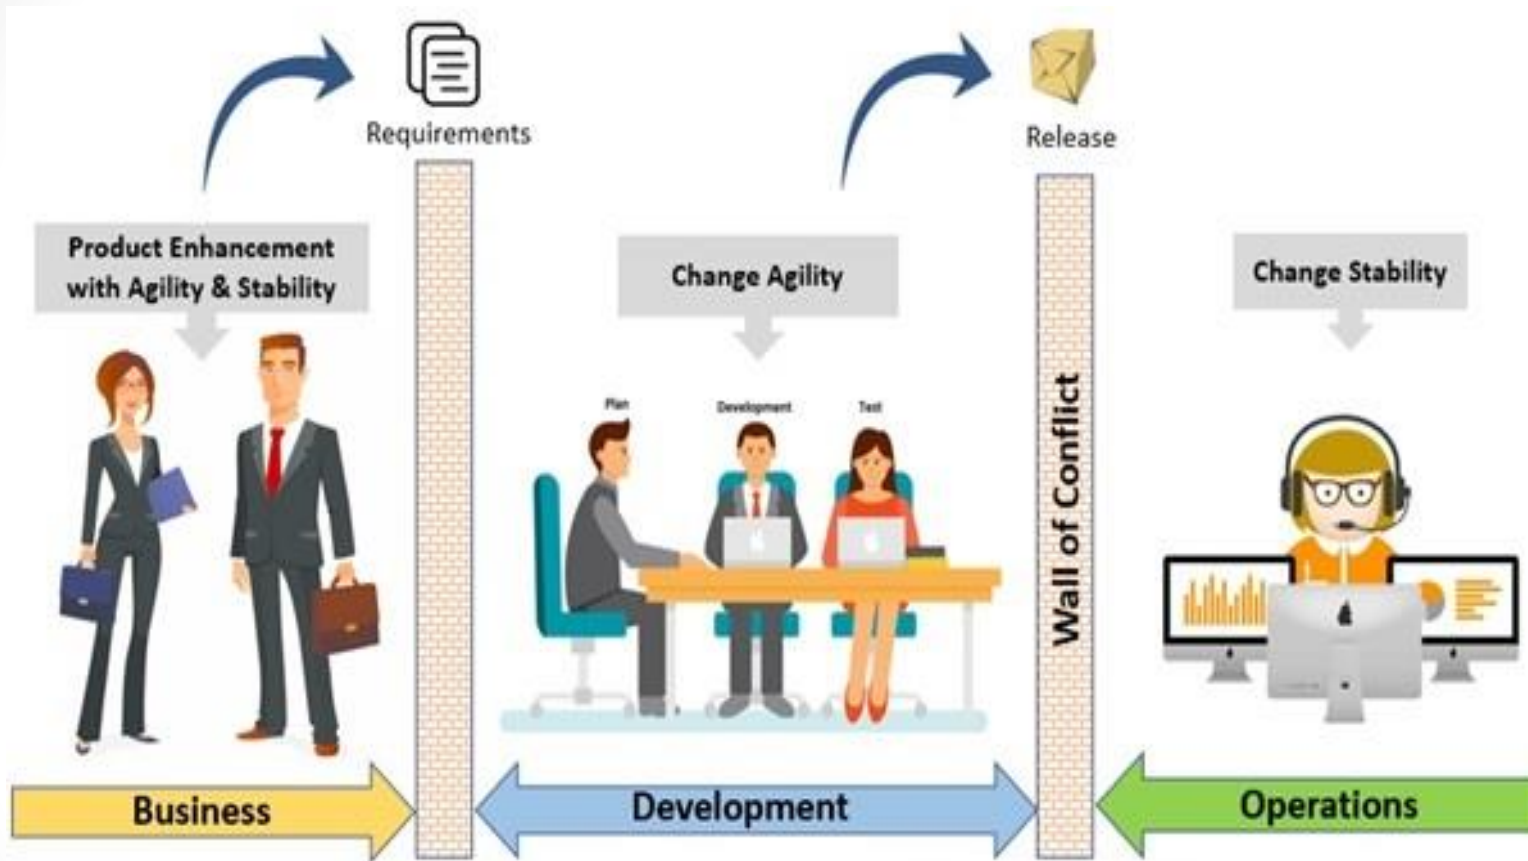 Requirements
Release
Product Enhancement
with Agility & Stability
Change Agility
Change Stability
Plan
Development
Test
Wall of Conflict
Business
Development
Operations